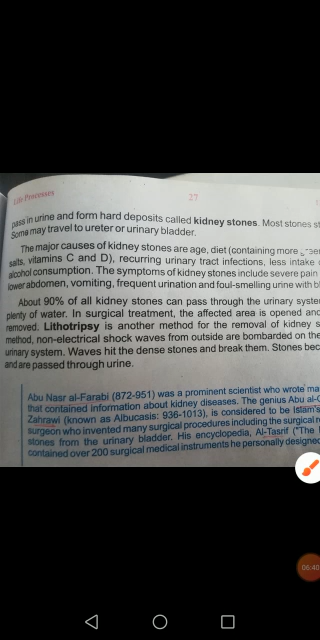 Life Processes
27
pass in urine and form hard deposits called kidney stones. Most stones
Some may travel to ureter or urinary bladder.
The major causes of kidney stones are age, diet (containing more
salts, vitamins C and D), recurring urinary tract infections, less intake
alcohol consumption. The symptoms of kidney stones include severe pain
lower abdomen, vomiting, frequent urination and foul-smelling urine with
About 90% of all kidney stones can pass through the urinary
plenty of water. In surgical treatment, the affected area is opened and
removed. Lithotripsy is another method for the removal of kidney
method, non-electrical shock waves from outside are bombarded on the
urinary system. Waves hit the dense stones and break them. Stones
and are passed through urine.
Abu Nasr al-Farabi (872-951) was a prominent scientist who wrote
that contained information about kidney diseases. The genius Abu
Zahrawi (known as Albucasis: 936-1013), is considered to be Islam's
surgeon who invented many surgical procedures including the surgical
stones from the urinary bladder. His encyclopedia, Al-Tasrif ("The
contained over 200 surgical medical instruments he personally designed
06:40